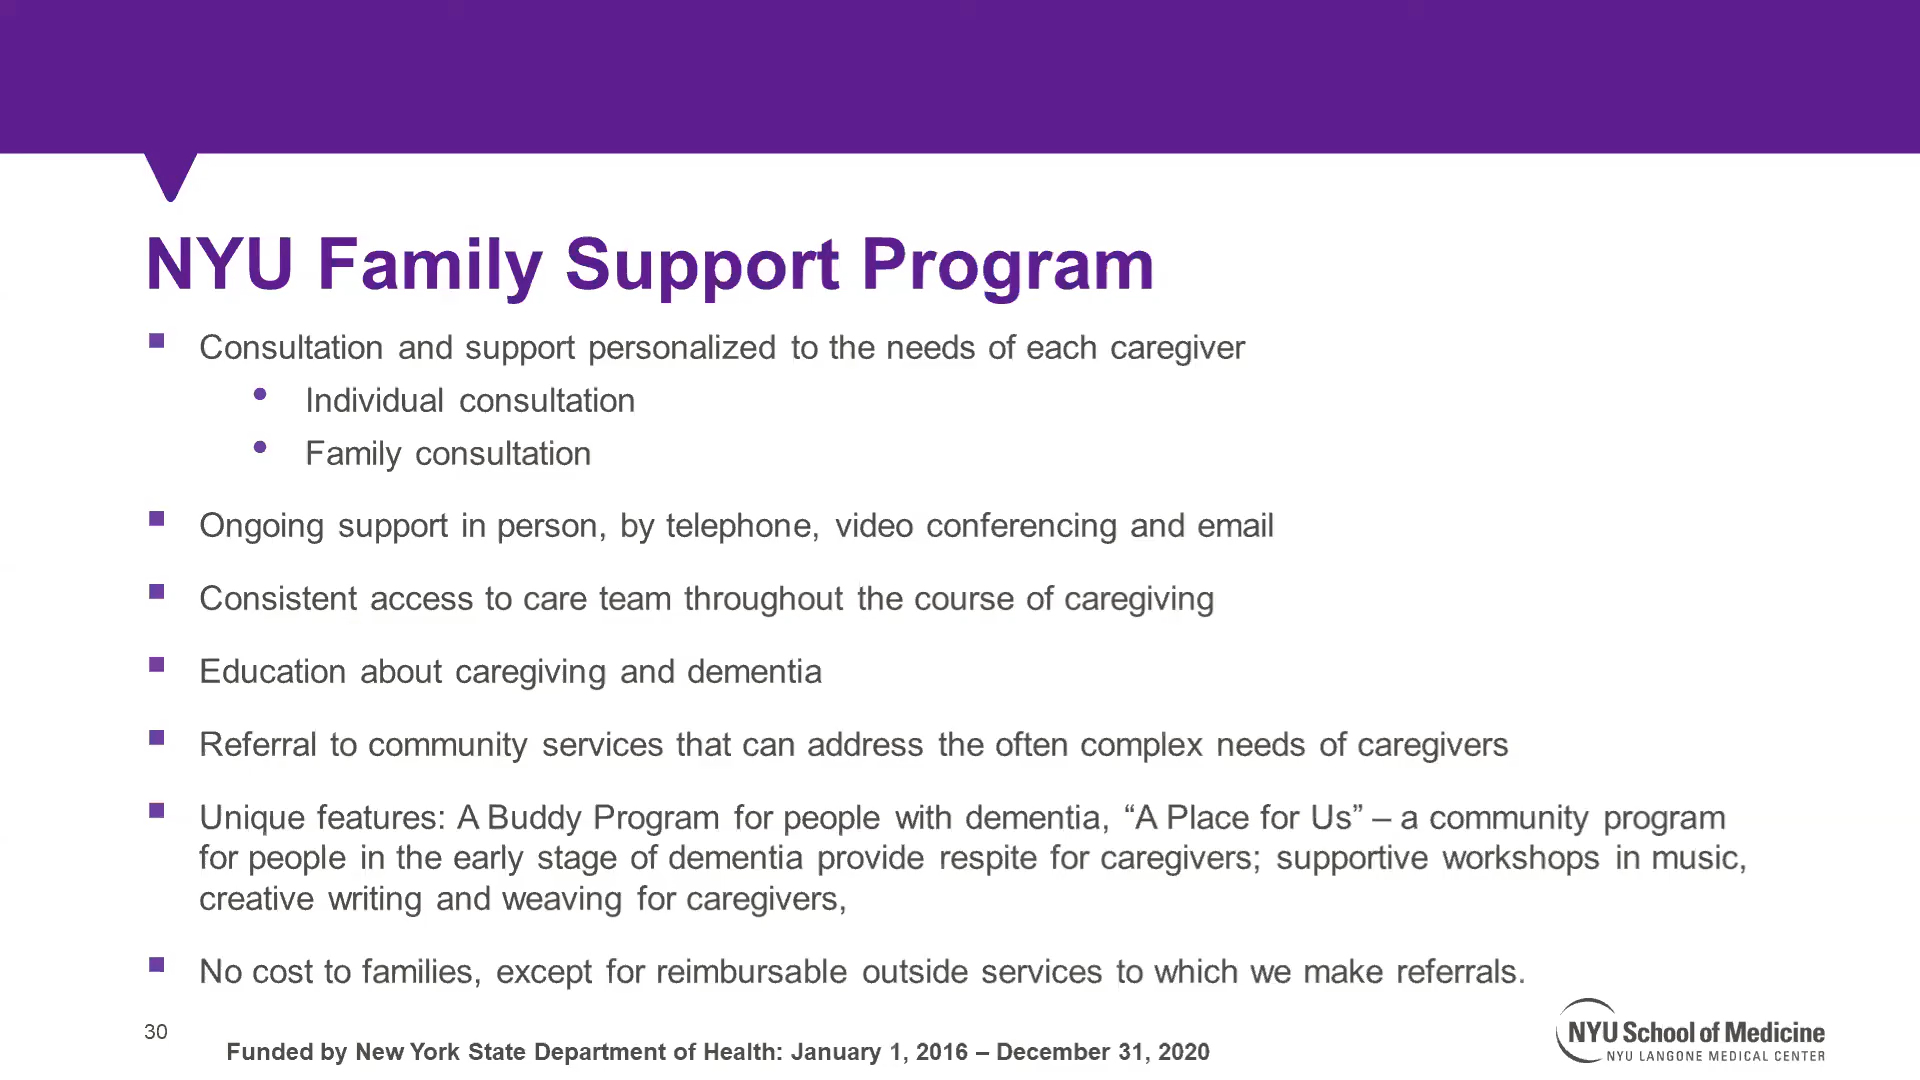 NYU Family Support Program
Consultation and support personalized to the needs of each caregiver
Individual consultation
Family consultation
Ongoing support in person, by telephone, video conferencing and email
Consistent access to care team throughout the course of caregiving
Education about caregiving and dementia
Referral to community services that can address the often complex needs of caregivers
Unique features: A Buddy Program for people with dementia, “A Place for Us” – a community program
for people in the early stage of dementia provide respite for caregivers; supportive workshops in music,
creative writing and weaving for caregivers,
No cost to families, except for reimbursable outside services to which we make referrals.
30
Funded by New York State Department of Health: January 1, 2016 – December 31, 2020
NYU School of Medicine
NYU LANGONE MEDICAL CENTER